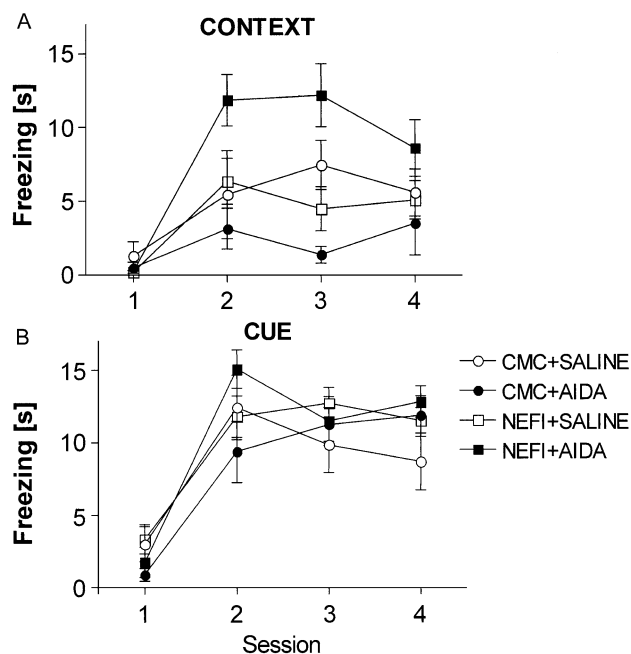 A
CONTEXT
Freezing [s]
15
10
5
0
1 2 3 4
B
CUE
Freezing [s]
15
10
5
0
1 2 3 4
Session
CMC+SALINE
CMC+AIDA
NEFI+SALINE
NEFI+AIDA